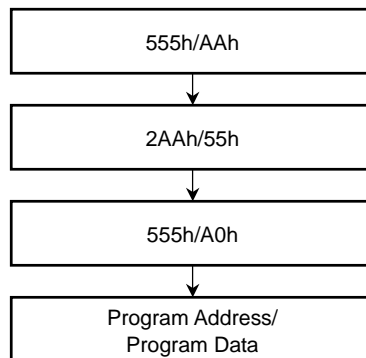 555h/AAh
2AAh/55h
555h/A0h
Program Address/
Program Data